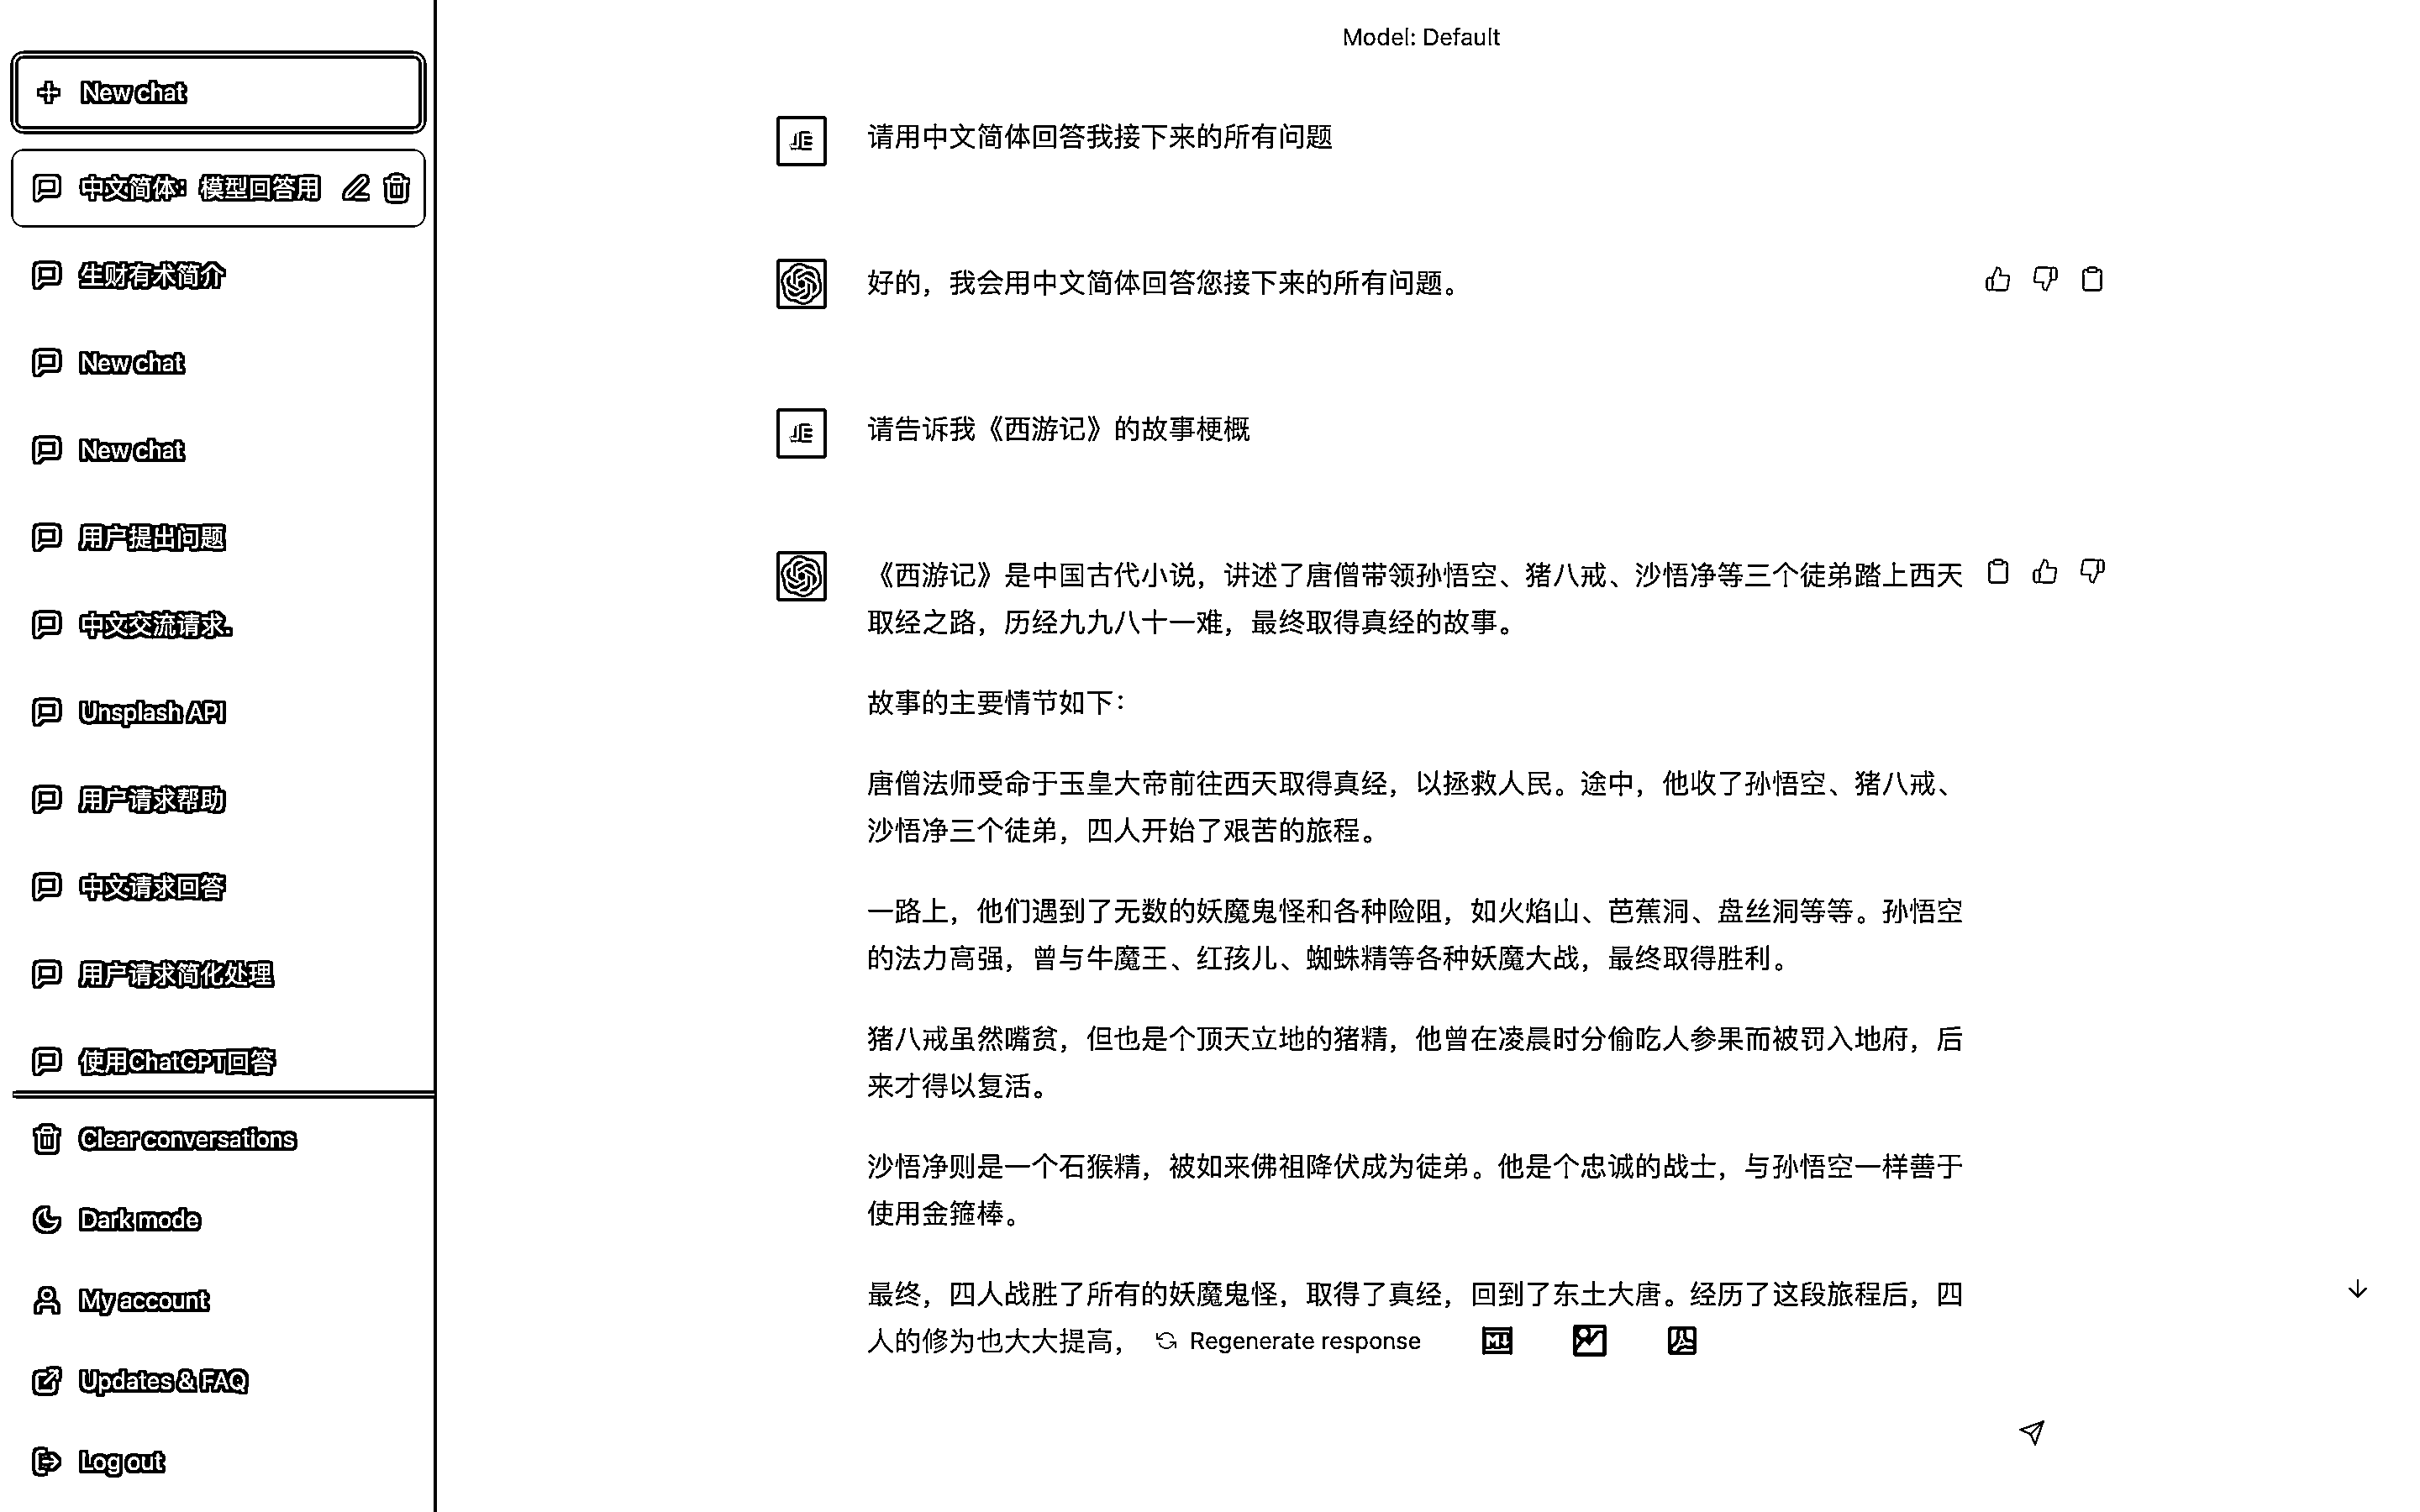 New chat
中文简体：模型回答用
生财有术简介
New chat
New chat
用户提出问题
中文交流请求.
Unsplash API
用户请求帮助
中文请求回答
用户请求简化处理
使用ChatGPT回答
Clear conversations
Dark mode
My account
Updates & FAQ
Log out
Model: Default
请用中文简体回答我接下来的所有问题
好的，我会用中文简体回答您接下来的所有问题。
请告诉我《西游记》的故事梗概
《西游记》是中国古代小说，讲述了唐僧带领孙悟空、猪八戒、沙悟净等三个徒弟踏上西天
取经之路，历经九九八十一难，最终取得真经的故事。
故事的主要情节如下：
唐僧法师受命于玉皇大帝前往西天取得真经，以拯救人民。途中，他收了孙悟空、猪八戒、
沙悟净三个徒弟，四人开始了艰苦的旅程。
一路上，他们遇到了无数的妖魔鬼怪和各种险阻，如火焰山、芭蕉洞、盘丝洞等等。孙悟空
的法力高强，曾与牛魔王、红孩儿、蜘蛛精等各种妖魔大战，最终取得胜利。
猪八戒虽然嘴贫，但也是个顶天立地的猪精，他曾在凌晨时分偷吃人参果而被罚入地府，后
来才得以复活。
沙悟净则是一个石猴精，被如来佛祖降伏成为徒弟。他是个忠诚的战士，与孙悟空一样善于
使用金箍棒。
最终，四人战胜了所有的妖魔鬼怪，取得了真经，回到了东土大唐。经历了这段旅程后，四
人的修为也大大提高，
Regenerate response